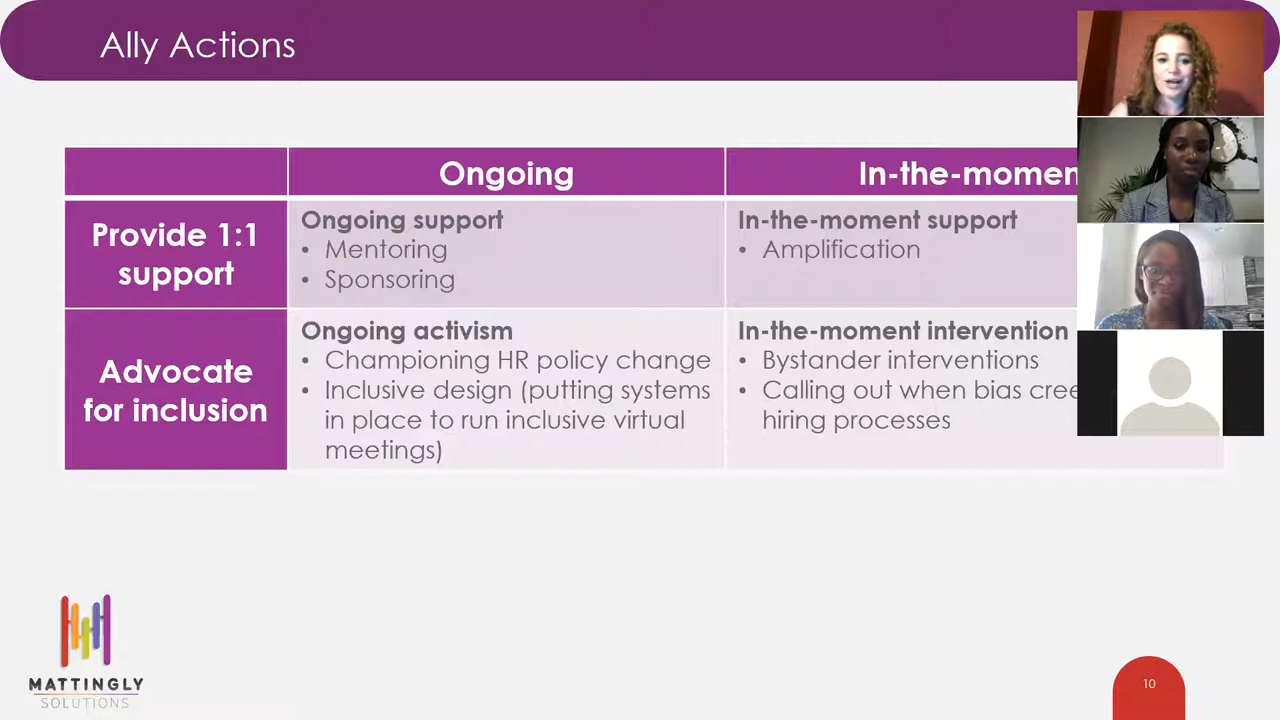 Ally Actions
Ongoing
In-the-momen
Provide 1:1
support
Ongoing support
• Mentoring
• Sponsoring
In-the-moment support
• Amplification
Advocate
for inclusion
Ongoing activism
• Championing HR policy change
• Inclusive design (putting systems
in place to run inclusive virtual
meetings)
In-the-moment intervention
• Bystander interventions
• Calling out when bias cree
hiring processes
MATTINGLY
SOLUTIONS
10